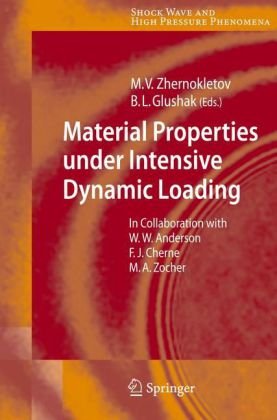 SHOCK WAVE AND
HIGH PRESSURE PHENOMENA
M.V. Zhernokletov
B.L. Glushak (Eds.)
Material Properties
under Intensive
Dynamic Loading
In Collaboration with
W. W. Anderson
F. J. Cherne
M. A. Zocher
Springer